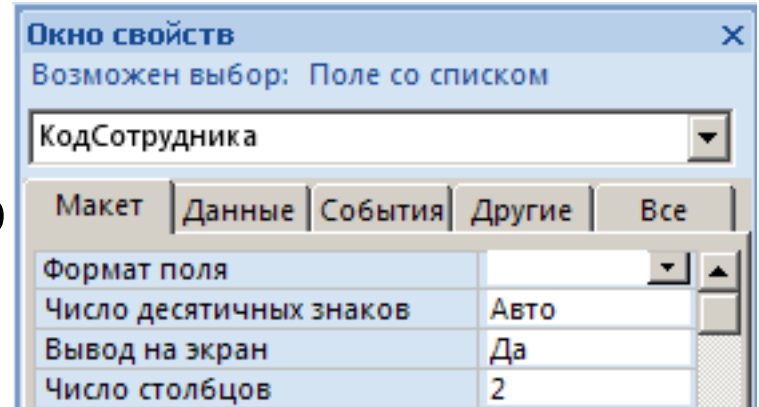 Окно свойств
Возможен выбор: Поле со списком
КодСотрудника
Макет Данные События Другие Все
Формат поля
Число десятичных знаков Авто
Вывод на экран Да
Число столбцов 2